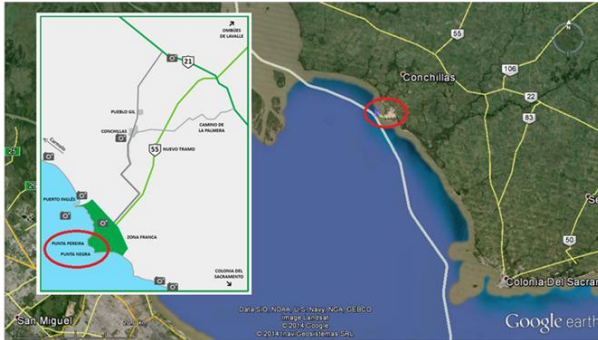 OMBÚES
DE LAVALLE
21
PUEBLO GIL
CONCHILLAS
CAMINO DE
LA PALMERA
55
NUEVO TRAMO
Carmelo
PUERTO INGLÉS
ZONA FRANCA
PUNTA PEREIRA
PUNTA NEGRA
COLONIA DEL
SACRAMENTO
55
Conchillas
106
22
83
50
Colonia Del Sacram
San Miguel
Data SIO, NOAA, U.S. Navy, NGA, GEBCO
Image Landsat
© 2014 Google
© 2014 Inav/Geosistemas SRL
Google earth